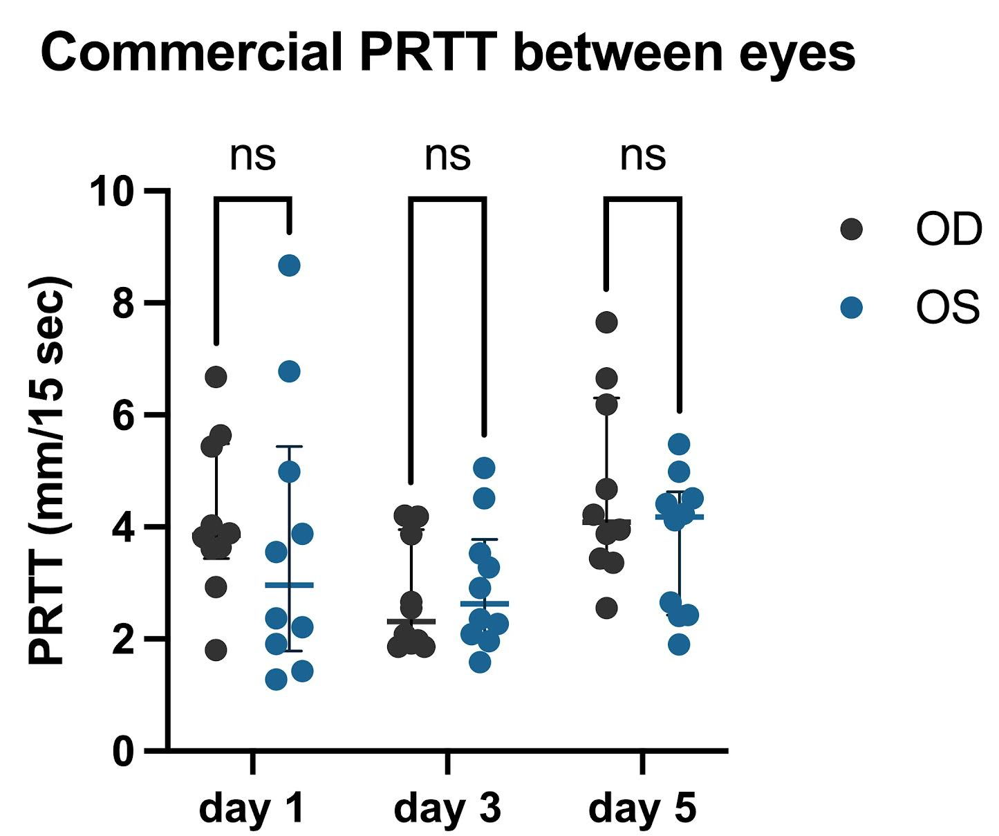 Commercial PRTT between eyes
ns ns ns
10
8
6
4
2
0
PRTT (mm/15 sec)
day 1 day 3 day 5
OD
OS